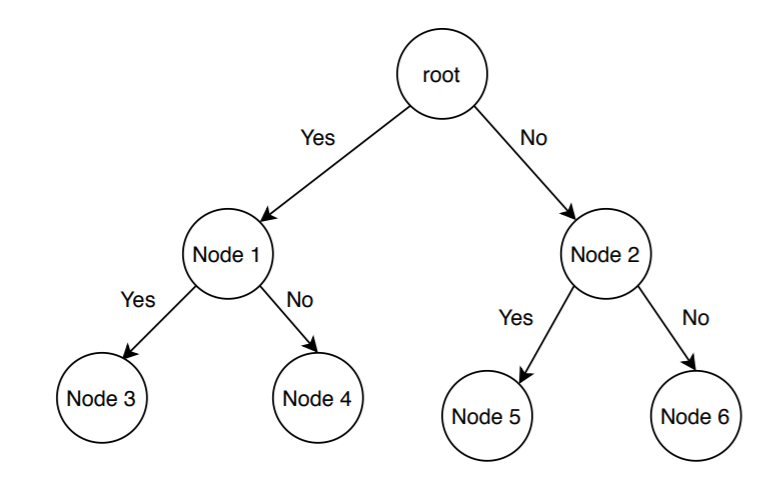 root
Yes
No
Node 1
Node 2
Yes
No
Yes
No
Node 3
Node 4
Node 5
Node 6